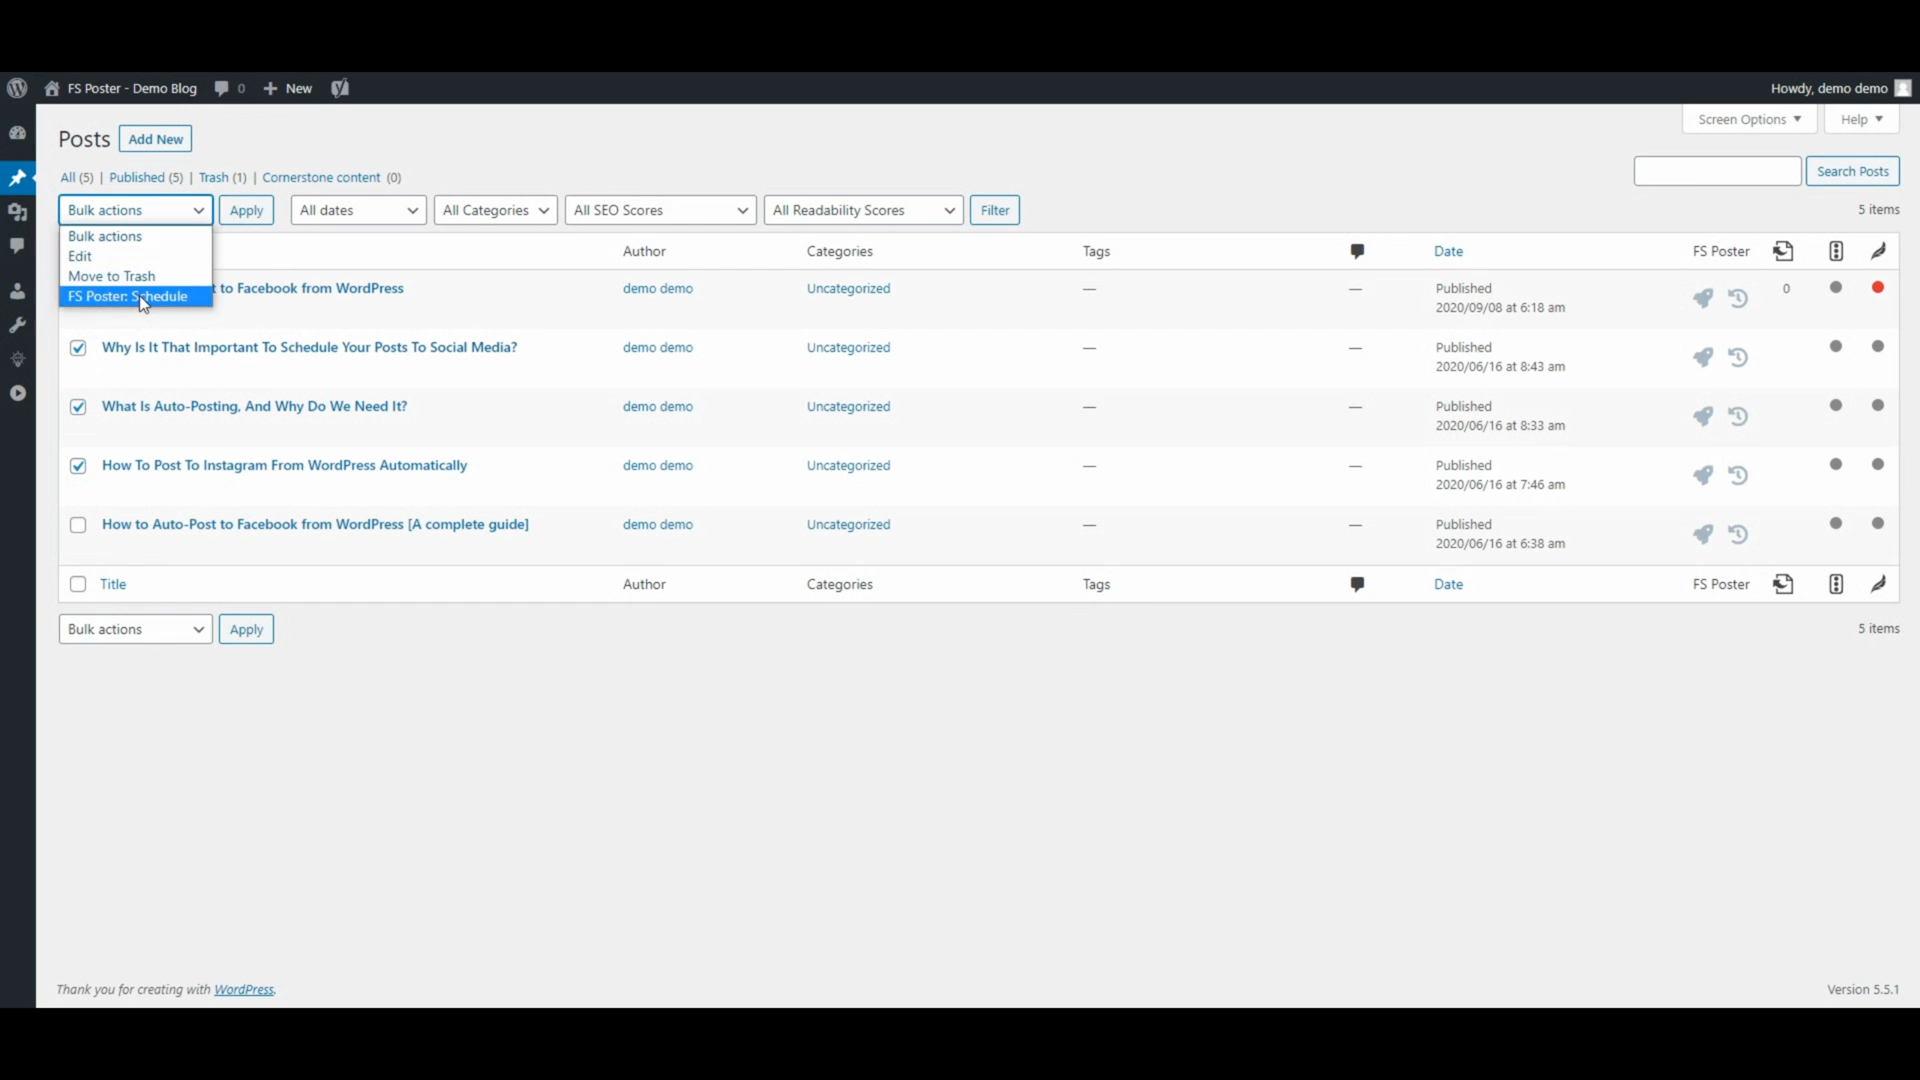 FS Poster - Demo Blog 0 New Howdy, demo demo
Screen Options Help
Posts Add New
Search Posts
All (5) | Published (5) | Trash (1) | Cornerstone content (0)
Bulk actions Apply All dates All Categories All SEO Scores All Readability Scores Filter 5 items
Bulk actions
Edit
Move to Trash
FS Poster: Schedule
Author Categories Tags Date FS Poster
t to Facebook from WordPress demo demo Uncategorized — — Published 0
2020/09/08 at 6:18 am
Why Is It That Important To Schedule Your Posts To Social Media? demo demo Uncategorized — — Published
2020/06/16 at 8:43 am
What Is Auto-Posting, And Why Do We Need It? demo demo Uncategorized — — Published
2020/06/16 at 8:33 am
How To Post To Instagram From WordPress Automatically demo demo Uncategorized — — Published
2020/06/16 at 7:46 am
How to Auto-Post to Facebook from WordPress [A complete guide] demo demo Uncategorized — — Published
2020/06/16 at 6:38 am
Title Author Categories Tags Date FS Poster
Bulk actions Apply 5 items
Thank you for creating with WordPress. Version 5.5.1